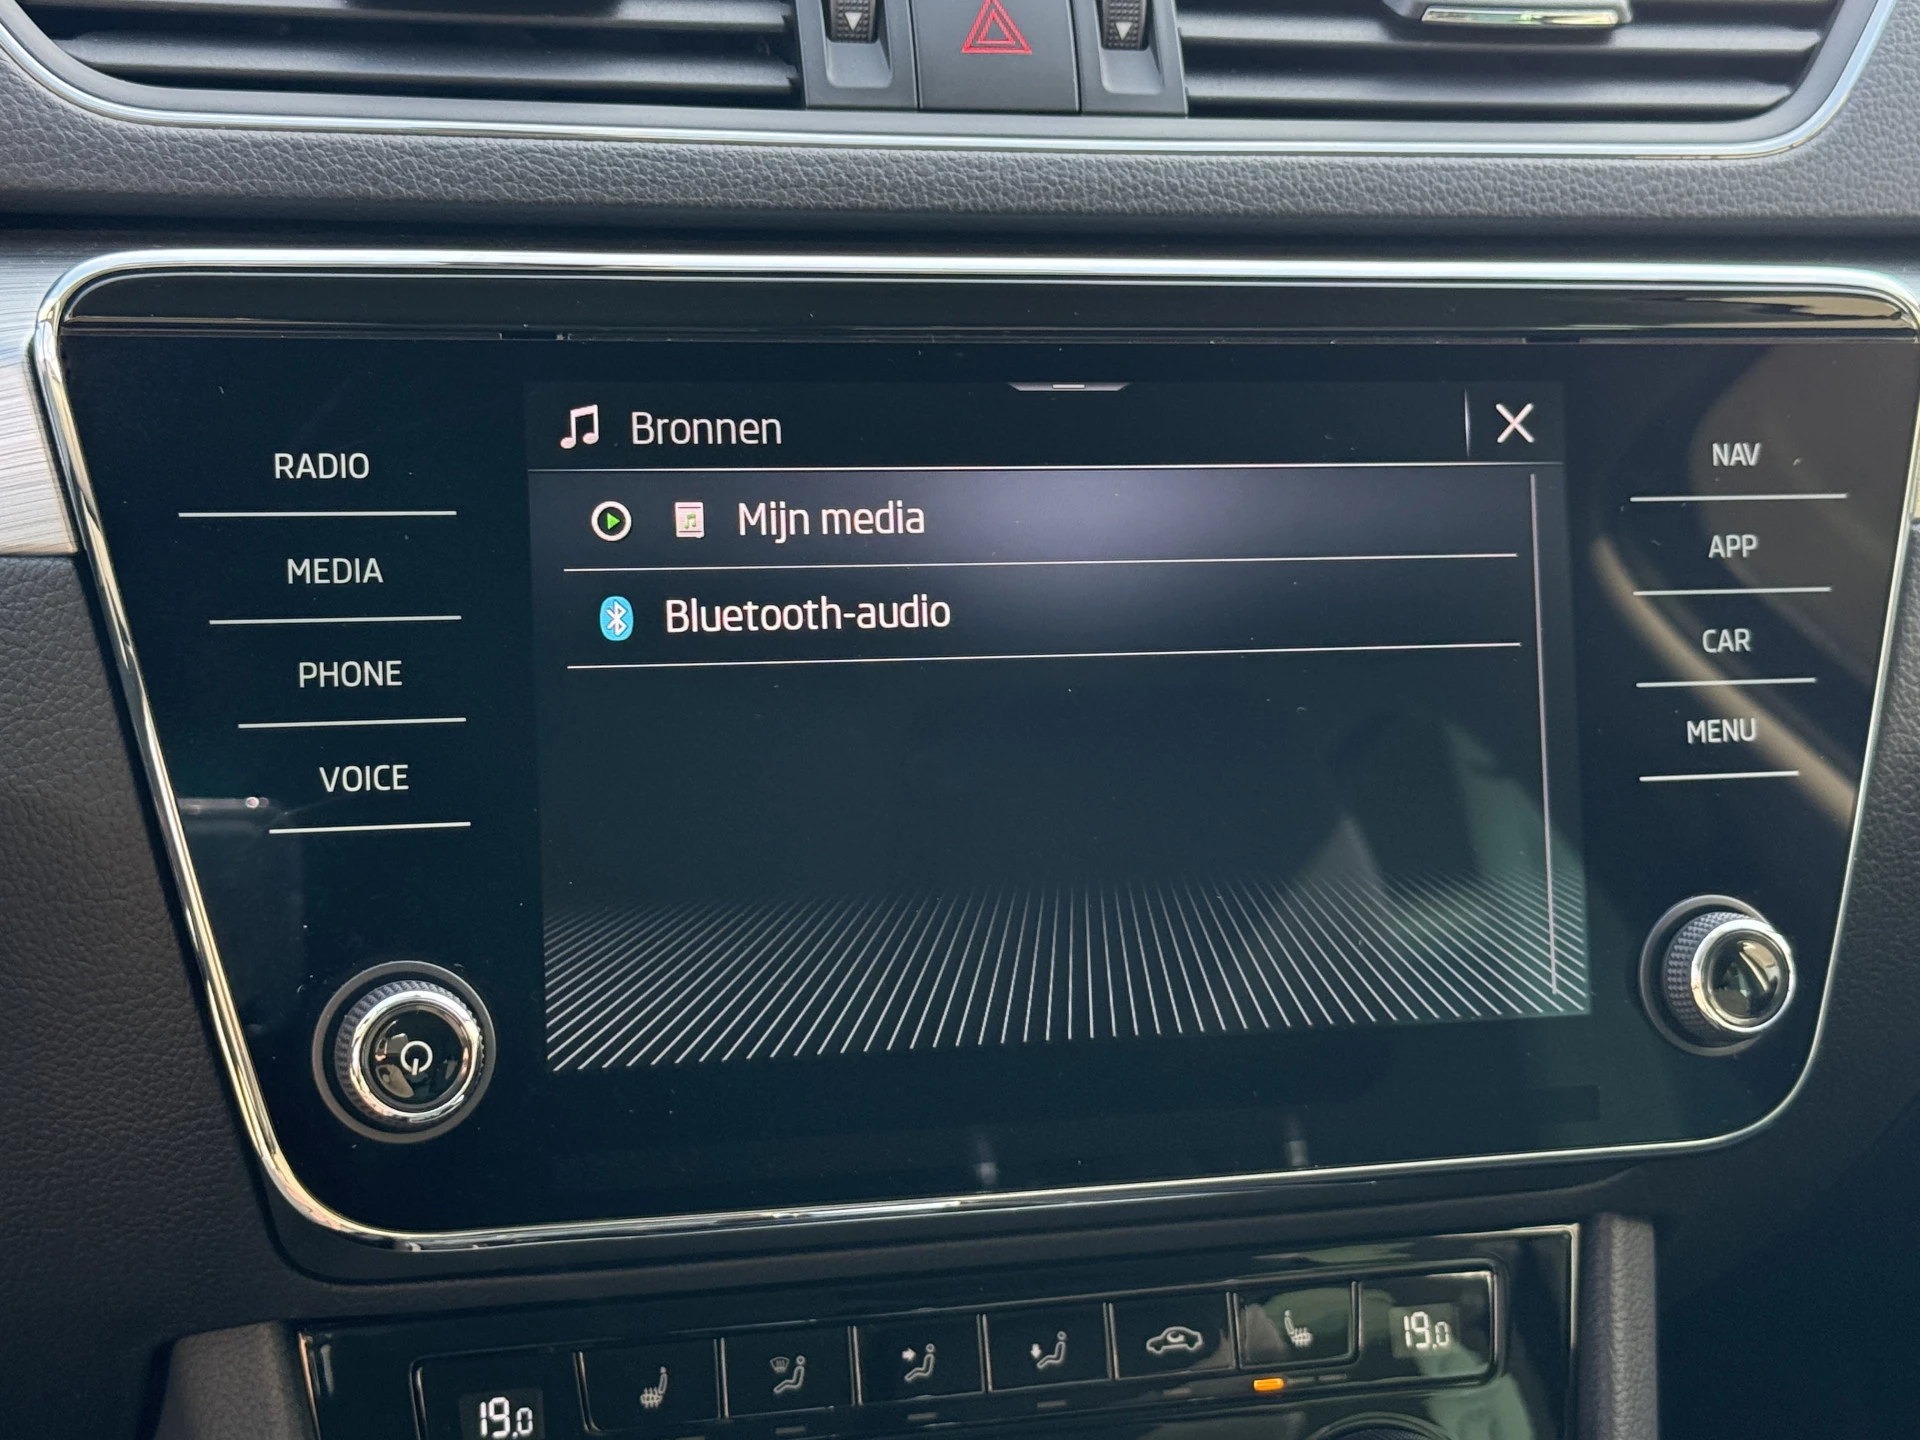 Bronnen
Mijn media
Bluetooth-audio
RADIO
MEDIA
PHONE
VOICE
NAV
APP
CAR
MENU
19.0
19.0